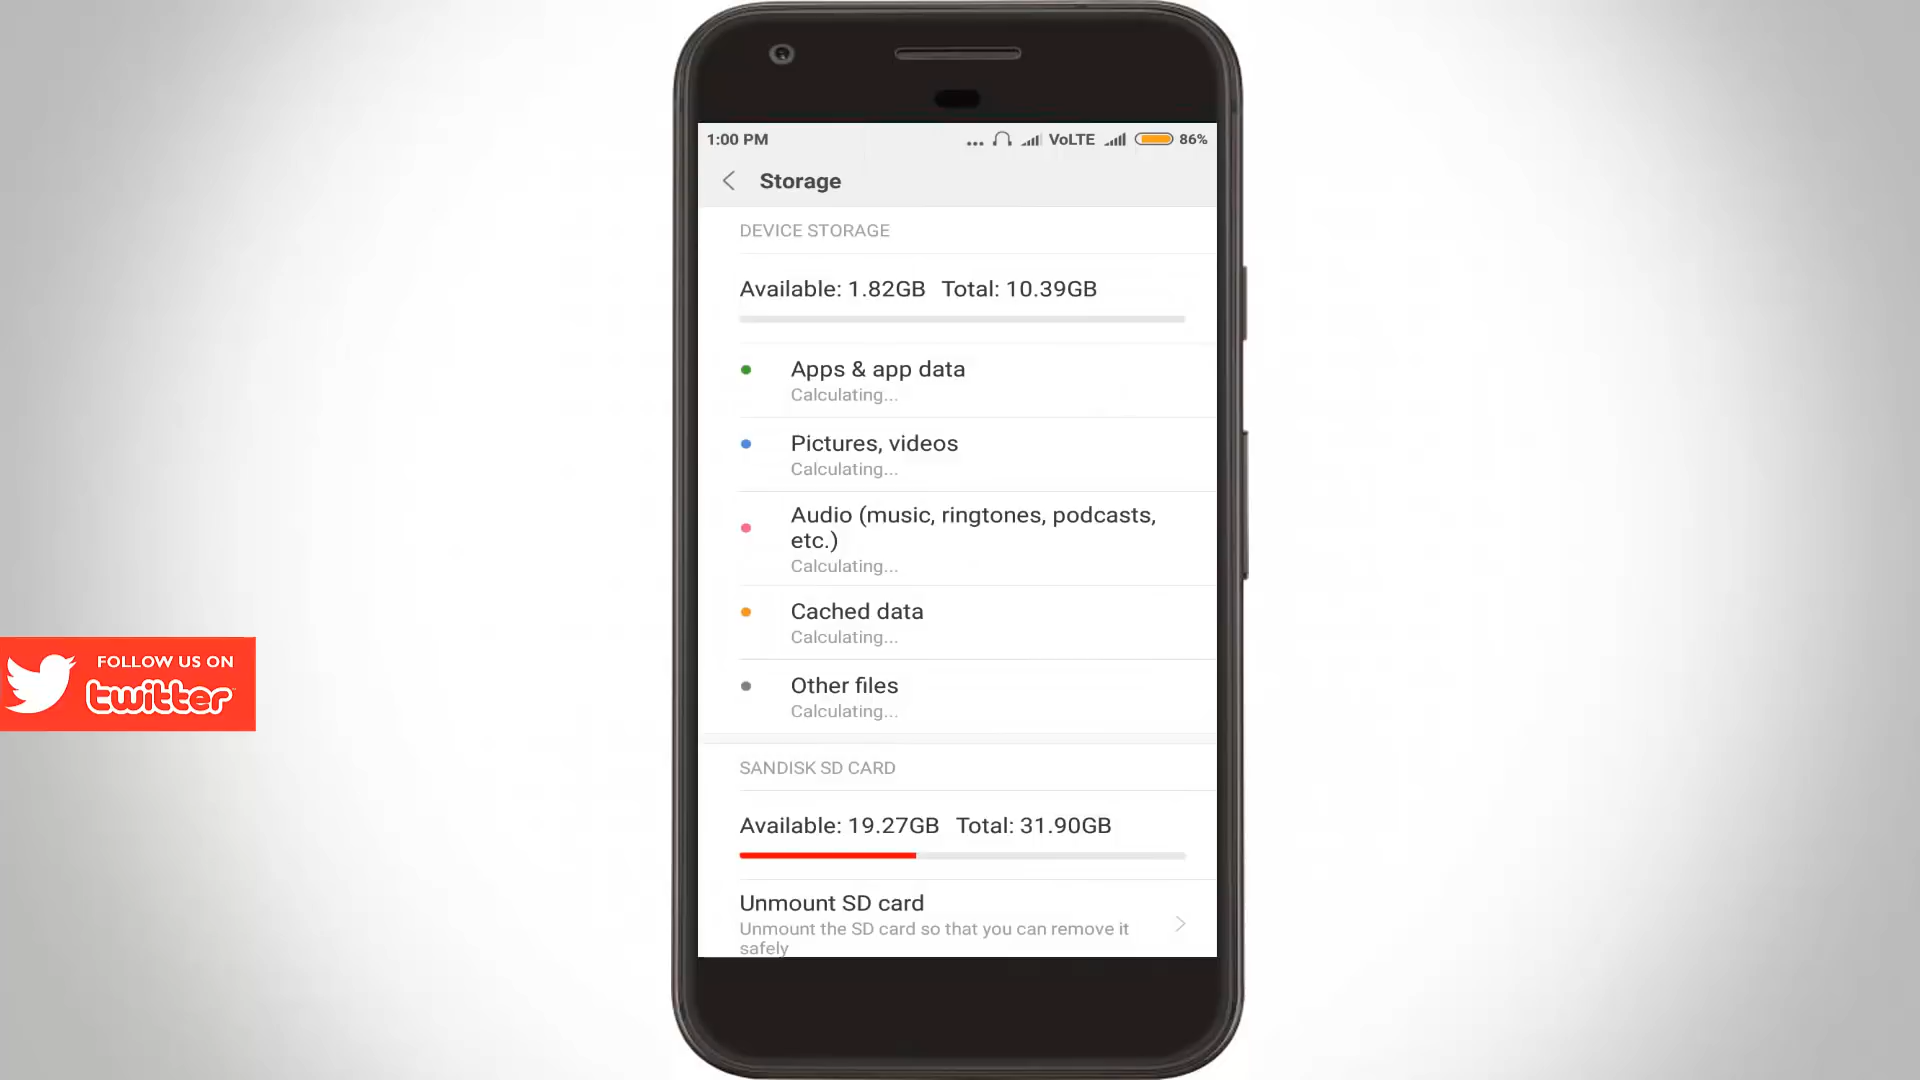 1:00 PM
... VoLTE 86%
Storage
DEVICE STORAGE
Available: 1.82GB Total: 10.39GB
Apps & app data
Calculating...
Pictures, videos
Calculating...
Audio (music, ringtones, podcasts,
etc.)
Calculating...
Cached data
Calculating...
Other files
Calculating...
SANDISK SD CARD
Available: 19.27GB Total: 31.90GB
Unmount SD card
Unmount the SD card so that you can remove it
safely
FOLLOW US ON
twitter